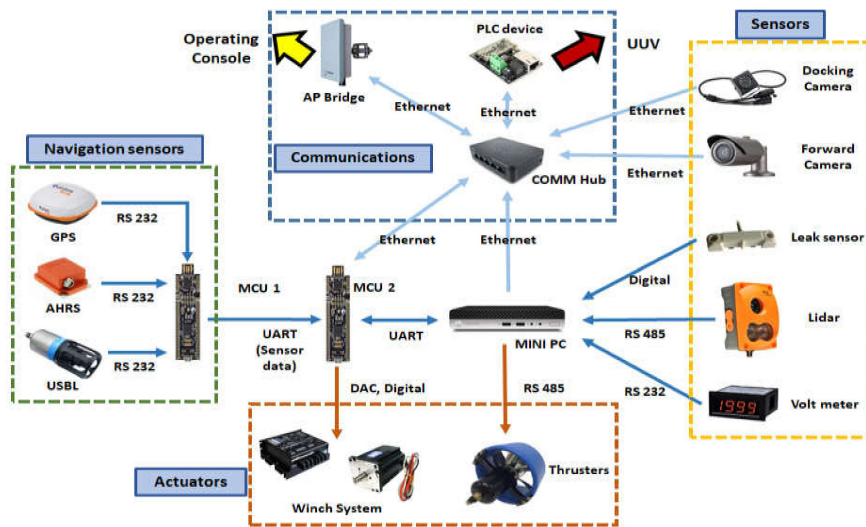 Sensors
PLC device
Operating
Console
UUV
Docking
Camera
AP Bridge
Ethernet
Ethernet
Ethernet
Navigation sensors
Communications
COMM Hub
Forward
Camera
Ethernet
RS 232
GPS
Ethernet
Ethernet
Leak sensor
Digital
AHRS
RS 232
MCU 1
MCU 2
UART
(Sensor
data)
UART
MINI PC
RS 485
Lidar
USBL
RS 232
DAC, Digital
RS 485
RS 232
1999
Volt meter
Actuators
Winch System
Thrusters